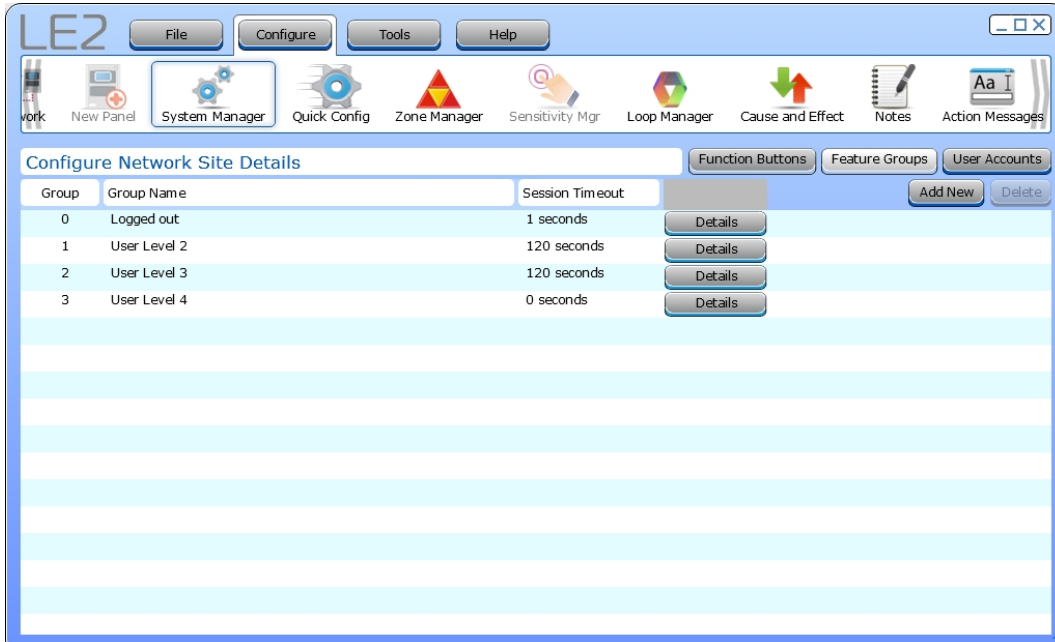 LE2 File Configure Tools Help
work New Panel System Manager Quick Config Zone Manager Sensitivity Mgr Loop Manager Cause and Effect Notes Aa I Action Messages
Configure Network Site Details Function Buttons Feature Groups User Accounts
Group Group Name Session Timeout Add New Delete
0 Logged out 1 seconds Details
1 User Level 2 120 seconds Details
2 User Level 3 120 seconds Details
3 User Level 4 0 seconds Details